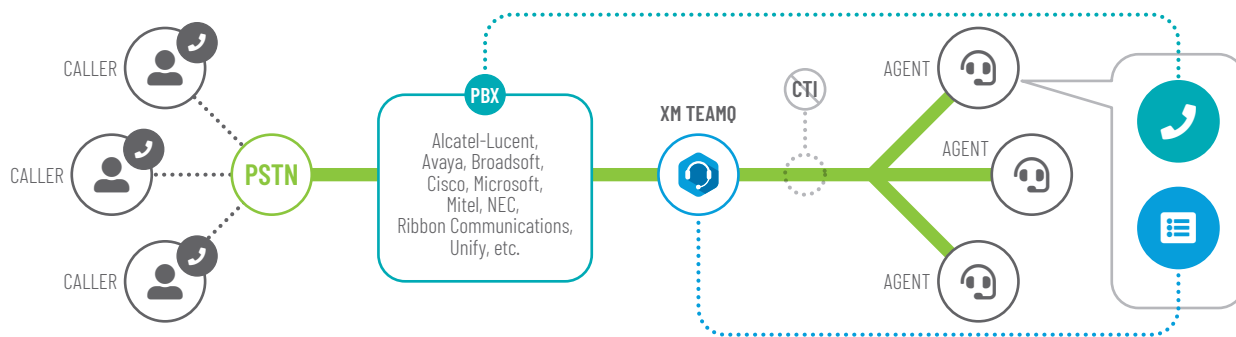 CALLER
CALLER
CALLER
PSTN
PBX
Alcatel-Lucent,
Avaya, Broadsoft,
Cisco, Microsoft,
Mitel, NEC,
Ribbon Communications,
Unify, etc.
XM TEAMQ
CTI
AGENT
AGENT
AGENT